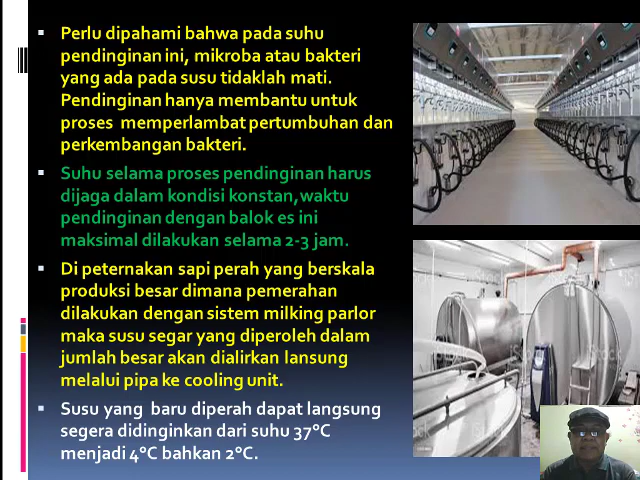 Perlu dipahami bahwa pada suhu
pendinginan ini, mikroba atau bakteri
yang ada pada susu tidaklah mati.
Pendinginan hanya membantu untuk
proses memperlambat pertumbuhan dan
perkembangan bakteri.
Suhu selama proses pendinginan harus
dijaga dalam kondisi konstan,waktu
pendinginan dengan balok es ini
maksimal dilakukan selama 2-3 jam.
Di peternakan sapi perah yang berskala
produksi besar dimana pemerahan
dilakukan dengan sistem milking parlor
maka susu segar yang diperoleh dalam
jumlah besar akan dialirkan lansung
melalui pipa ke cooling unit.
Susu yang baru diperah dapat langsung
segera didinginkan dari suhu 37°C
menjadi 4°C bahkan 2°C.